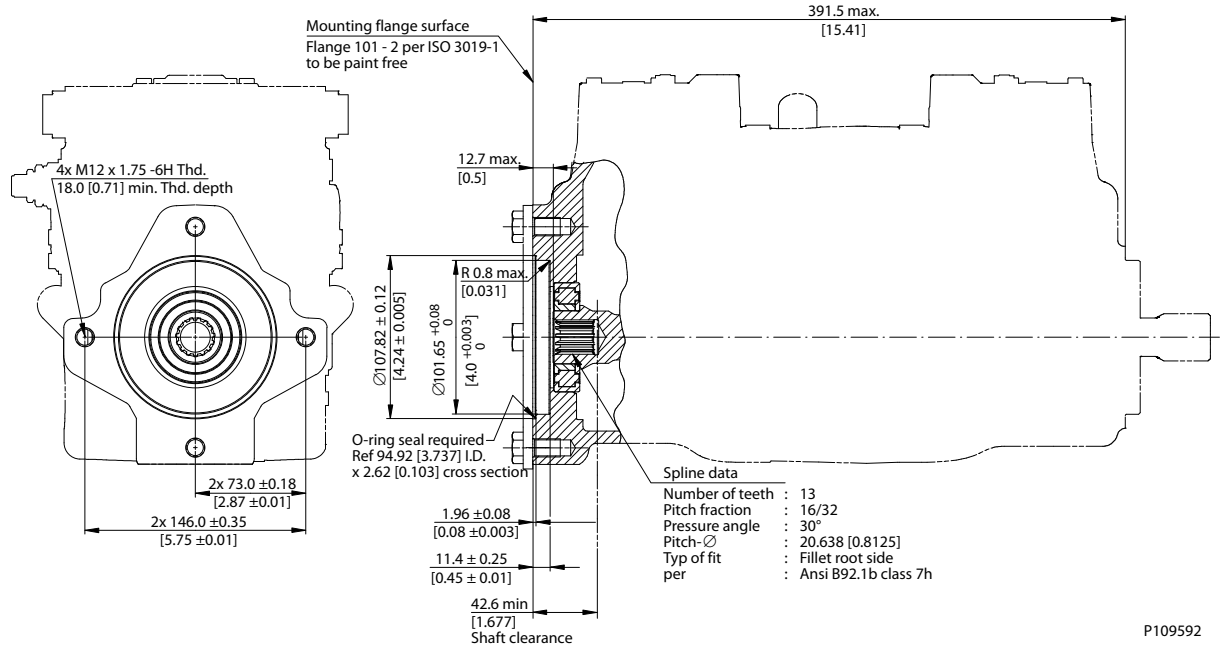 391.5 max.
[15.41]
Mounting flange surface
Flange 101 - 2 per ISO 3019-1
to be paint free
12.7 max.
[0.5]
4x M12 x 1.75 -6H Thd.
18.0 [0.71] min. Thd. depth
R 0.8 max.
[0.031]
∅107.82 ± 0.12
[4.24 ± 0.005]
∅101.65 +0.08 0
[4.0 +0.003 0]
O-ring seal required
Ref 94.92 [3.737] I.D.
x 2.62 [0.103] cross section
2x 73.0 ±0.18
[2.87 ±0.01]
2x 146.0 ±0.35
[5.75 ±0.01]
1.96 ±0.08
[0.08 ±0.003]
11.4 ± 0.25
[0.45 ± 0.01]
42.6 min
[1.677]
Shaft clearance
Spline data
Number of teeth : 13
Pitch fraction : 16/32
Pressure angle : 30°
Pitch-∅ : 20.638 [0.8125]
Typ of fit : Fillet root side
per : Ansi B92.1b class 7h
P109592